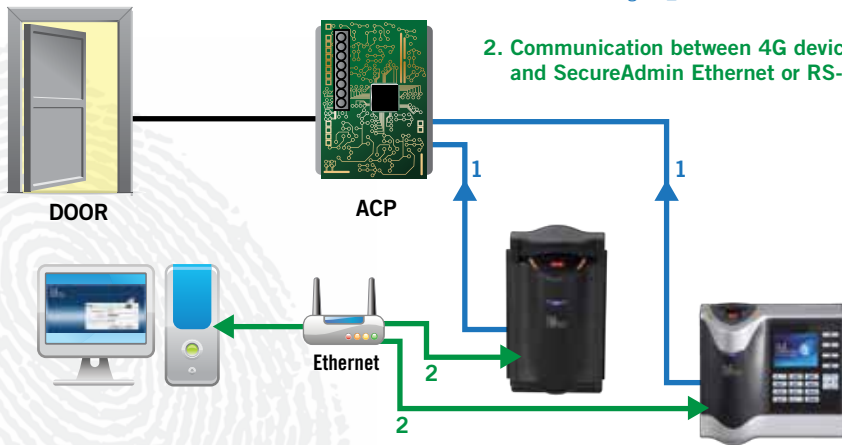 2. Communication between 4G devic
and SecureAdmin Ethernet or RS-
1
1
DOOR
ACP
Ethernet
2
2